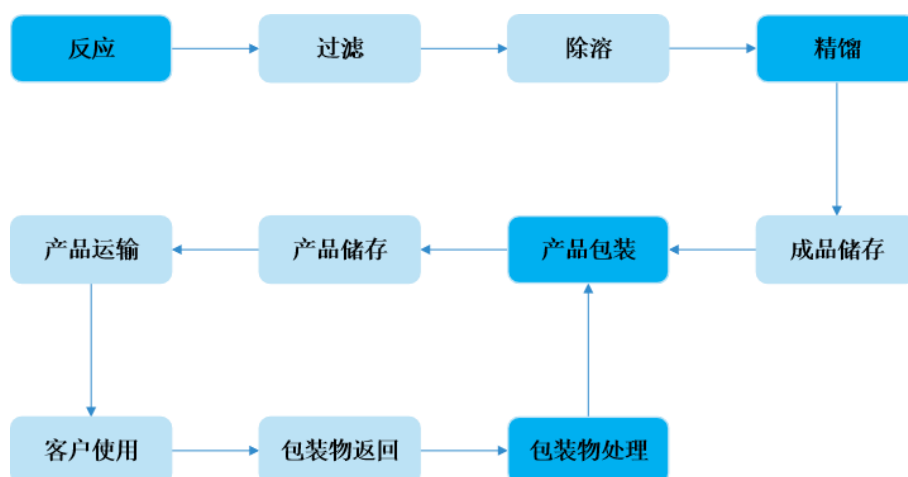 反应
过滤
除溶
精馏
产品运输
产品储存
产品包装
成品储存
客户使用
包装物返回
包装物处理